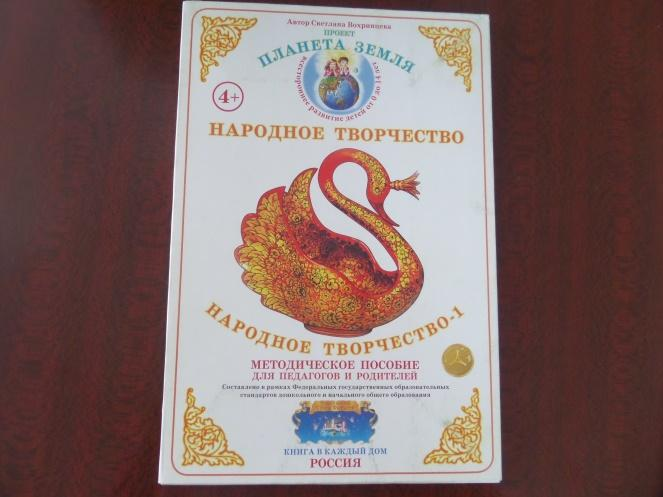 Автор Светлана Вохринцева
ПРОЕКТ
ПЛАНЕТА ЗЕМЛЯ
всестороннее развитие детей от 0 до 14 лет
4+
НАРОДНОЕ ТВОРЧЕСТВО
НАРОДНОЕ ТВОРЧЕСТВО-1
МЕТОДИЧЕСКОЕ ПОСОБИЕ
ДЛЯ ПЕДАГОГОВ И РОДИТЕЛЕЙ
Составлено в рамках Федеральных государственных образовательных
стандартов дошкольного и начального общего образования
КНИГА В КАЖДЫЙ ДОМ
РОССИЯ